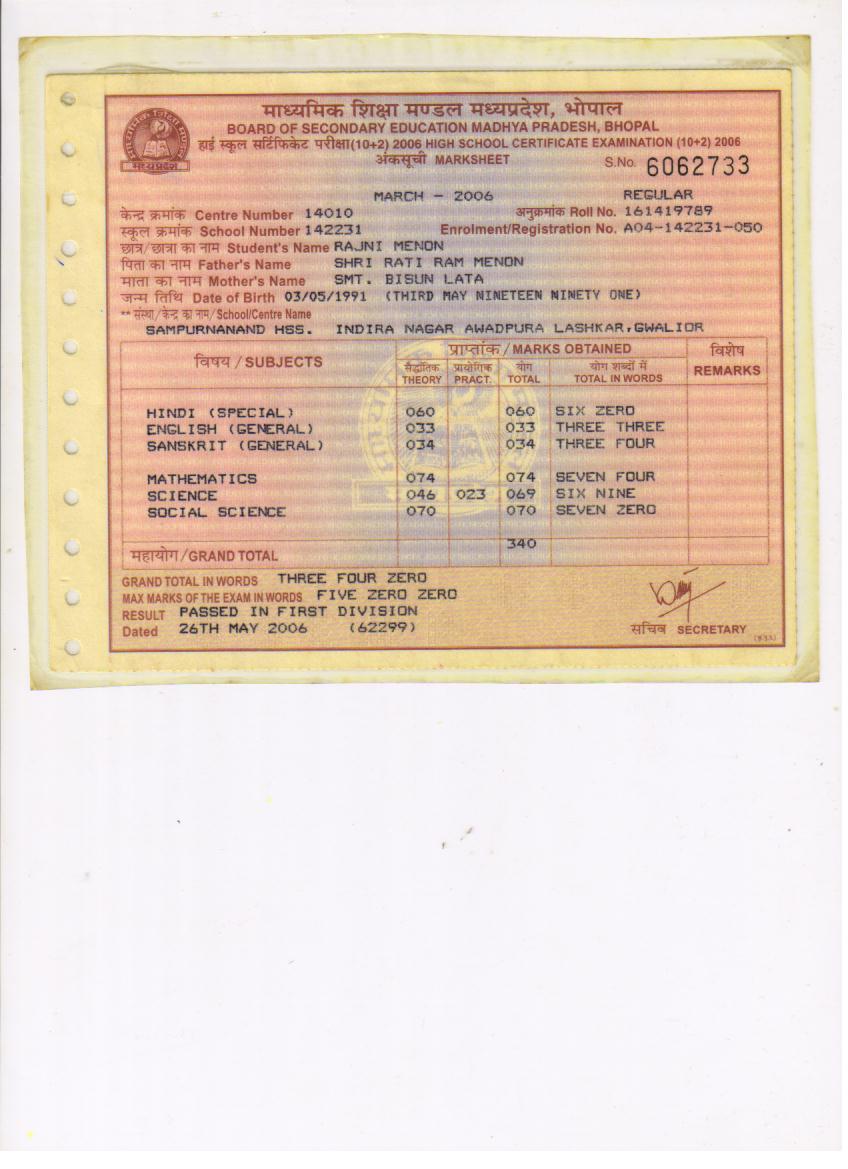 माध्यमिक शिक्षा मण्डल मध्यप्रदेश, भोपाल
BOARD OF SECONDARY EDUCATION MADHYA PRADESH, BHOPAL
हाई स्कूल सर्टिफिकेट परीक्षा(10+2) 2006 HIGH SCHOOL CERTIFICATE EXAMINATION (10+2) 2006
अंकसूची MARKSHEET S.No. 6062733
मध्यप्रदेश
MARCH - 2006 REGULAR
केन्द्र क्रमांक Centre Number 14010 अनुक्रमांक Roll No. 161419789
स्कूल क्रमांक School Number 142231 Enrolment/Registration No. A04-142231-050
छात्र/छात्रा का नाम Student's Name RAJNI MENON
पिता का नाम Father's Name SHRI RATI RAM MENON
माता का नाम Mother's Name SMT. BISUN LATA
जन्म तिथि Date of Birth 03/05/1991 (THIRD MAY NINETEEN NINETY ONE)
** संस्था/केन्द्र का नाम/School/Centre Name
SAMPURNANAND HSS. INDIRA NAGAR AWADPURA LASHKAR,GWALIOR
विषय/SUBJECTS प्राप्तांक/MARKS OBTAINED विशेष REMARKS
सैद्धांतिक THEORY प्रायोगिक PRACT. योग TOTAL योग शब्दों में TOTAL IN WORDS
HINDI (SPECIAL) 060 060 SIX ZERO
ENGLISH (GENERAL) 033 033 THREE THREE
SANSKRIT (GENERAL) 034 034 THREE FOUR
MATHEMATICS 074 074 SEVEN FOUR
SCIENCE 046 023 069 SIX NINE
SOCIAL SCIENCE 070 070 SEVEN ZERO
महायोग/GRAND TOTAL 340
GRAND TOTAL IN WORDS THREE FOUR ZERO
MAX MARKS OF THE EXAM IN WORDS FIVE ZERO ZERO
RESULT PASSED IN FIRST DIVISION
Dated 26TH MAY 2006 (62299)
सचिव SECRETARY